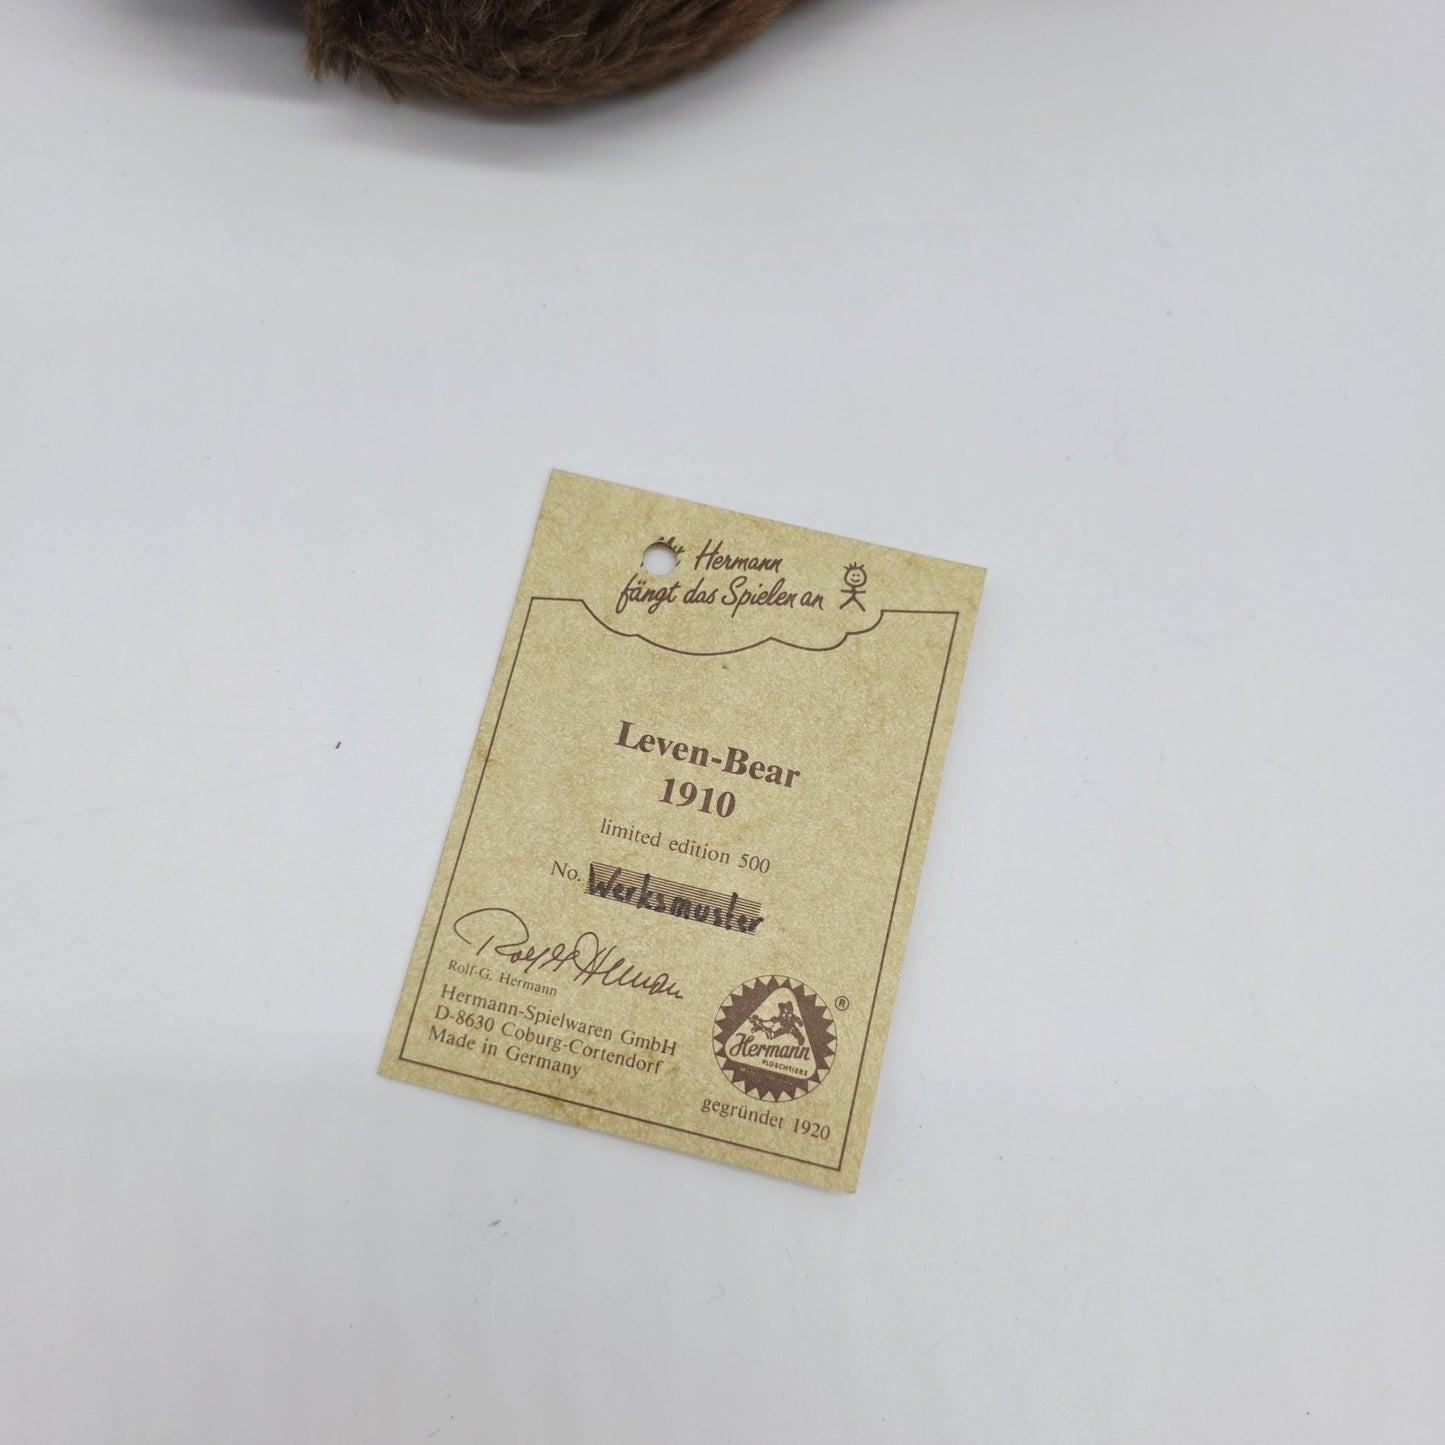 Hermann
fängt das Spielen an
Leven-Bear
1910
limited edition 500
No. Werksmuster
Rolf-G. Hermann
Hermann-Spielwaren GmbH
D-8630 Coburg-Cortendorf
Made in Germany
Hermann ®
PLÜSCHTIERE
gegründet 1920